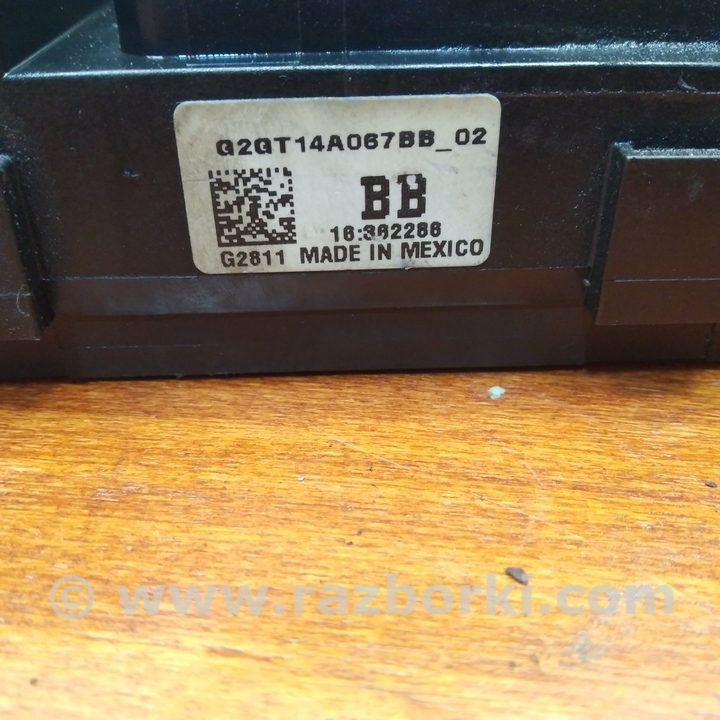 G2GT14A067BB_02
BB
16:362286
G2811 MADE IN MEXICO
© www.razborki.com